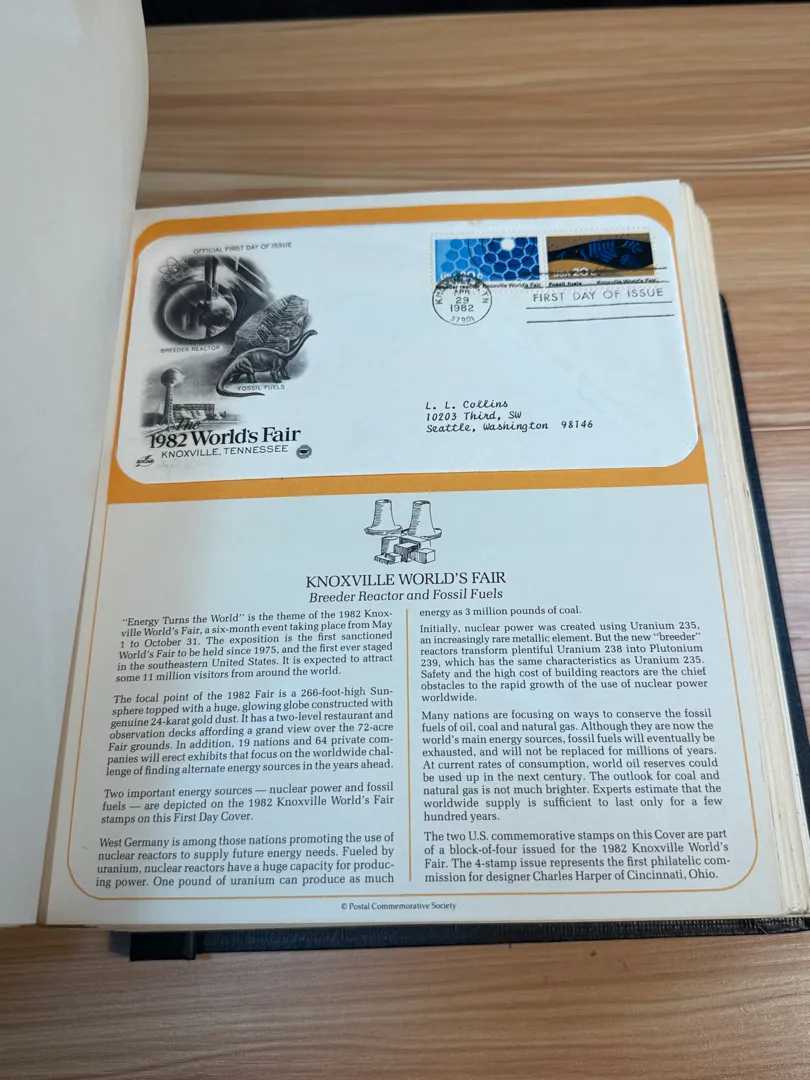 OFFICIAL FIRST DAY OF ISSUE
BREEDER REACTOR
FOSSIL FUELS
The
1982 World's Fair
KNOXVILLE, TENNESSEE
USA 20c
Breeder reactor Knoxville World's Fair
Fossil fuels Knoxville World's Fair
TN
APR
29
1982
37901
FIRST DAY OF ISSUE
L. L. Collins
10203 Third, SW
Seattle, Washington 98146
KNOXVILLE WORLD'S FAIR
Breeder Reactor and Fossil Fuels
"Energy Turns the World" is the theme of the 1982 Knox-
ville World's Fair, a six-month event taking place from May
1 to October 31. The exposition is the first sanctioned
World's Fair to be held since 1975, and the first ever staged
in the southeastern United States. It is expected to attract
some 11 million visitors from around the world.
The focal point of the 1982 Fair is a 266-foot-high Sun-
sphere topped with a huge, glowing globe constructed with
genuine 24-karat gold dust. It has a two-level restaurant and
observation decks affording a grand view over the 72-acre
Fair grounds. In addition, 19 nations and 64 private com-
panies will erect exhibits that focus on the worldwide chal-
lenge of finding alternate energy sources in the years ahead.
Two important energy sources — nuclear power and fossil
fuels — are depicted on the 1982 Knoxville World's Fair
stamps on this First Day Cover.
West Germany is among those nations promoting the use of
nuclear reactors to supply future energy needs. Fueled by
uranium, nuclear reactors have a huge capacity for produc-
ing power. One pound of uranium can produce as much
energy as 3 million pounds of coal.
Initially, nuclear power was created using Uranium 235,
an increasingly rare metallic element. But the new "breeder"
reactors transform plentiful Uranium 238 into Plutonium
239, which has the same characteristics as Uranium 235.
Safety and the high cost of building reactors are the chief
obstacles to the rapid growth of the use of nuclear power
worldwide.
Many nations are focusing on ways to conserve the fossil
fuels of oil, coal and natural gas. Although they are now the
world's main energy sources, fossil fuels will eventually be
exhausted, and will not be replaced for millions of years.
At current rates of consumption, world oil reserves could
be used up in the next century. The outlook for coal and
natural gas is not much brighter. Experts estimate that the
worldwide supply is sufficient to last only for a few
hundred years.
The two U.S. commemorative stamps on this Cover are part
of a block-of-four issued for the 1982 Knoxville World's
Fair. The 4-stamp issue represents the first philatelic com-
mission for designer Charles Harper of Cincinnati, Ohio.
© Postal Commemorative Society